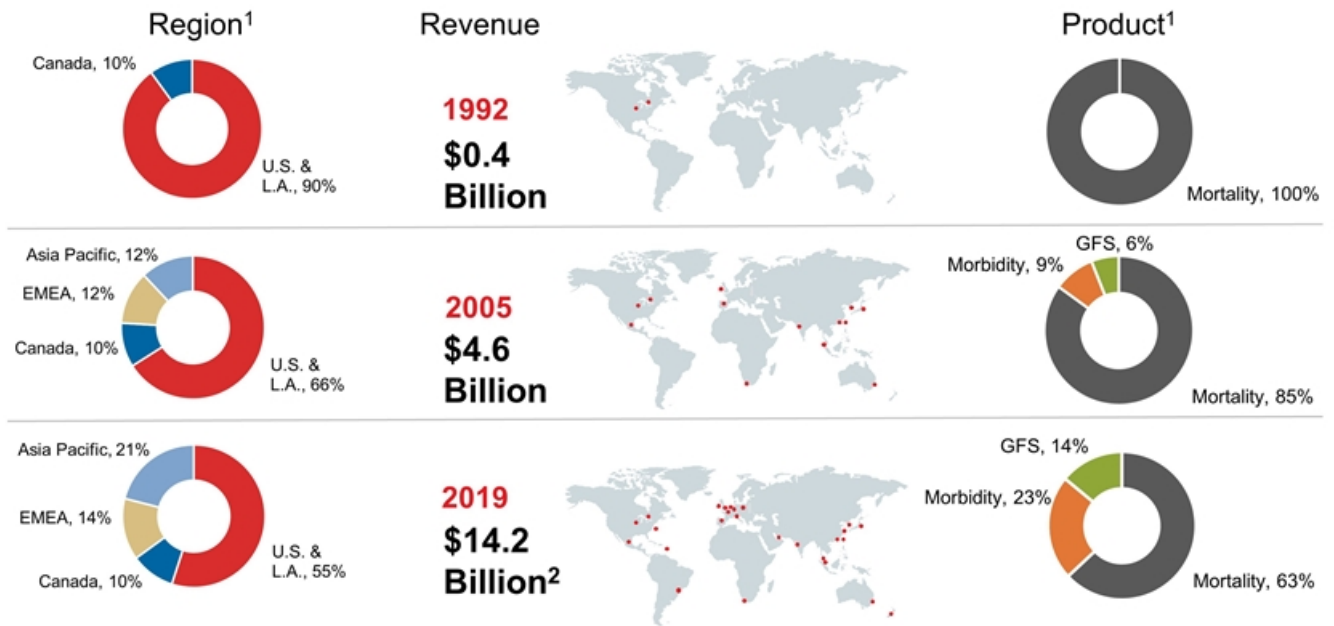 Region1
Revenue
Product1
Canada, 10%
U.S. &
L.A., 90%
1992
$0.4
Billion
Mortality, 100%
Asia Pacific, 12%
EMEA, 12%
Canada, 10%
U.S. &
L.A., 66%
2005
$4.6
Billion
GFS, 6%
Morbidity, 9%
Mortality, 85%
Asia Pacific, 21%
EMEA, 14%
Canada, 10%
U.S. &
L.A., 55%
2019
$14.2
Billion2
GFS, 14%
Morbidity, 23%
Mortality, 63%